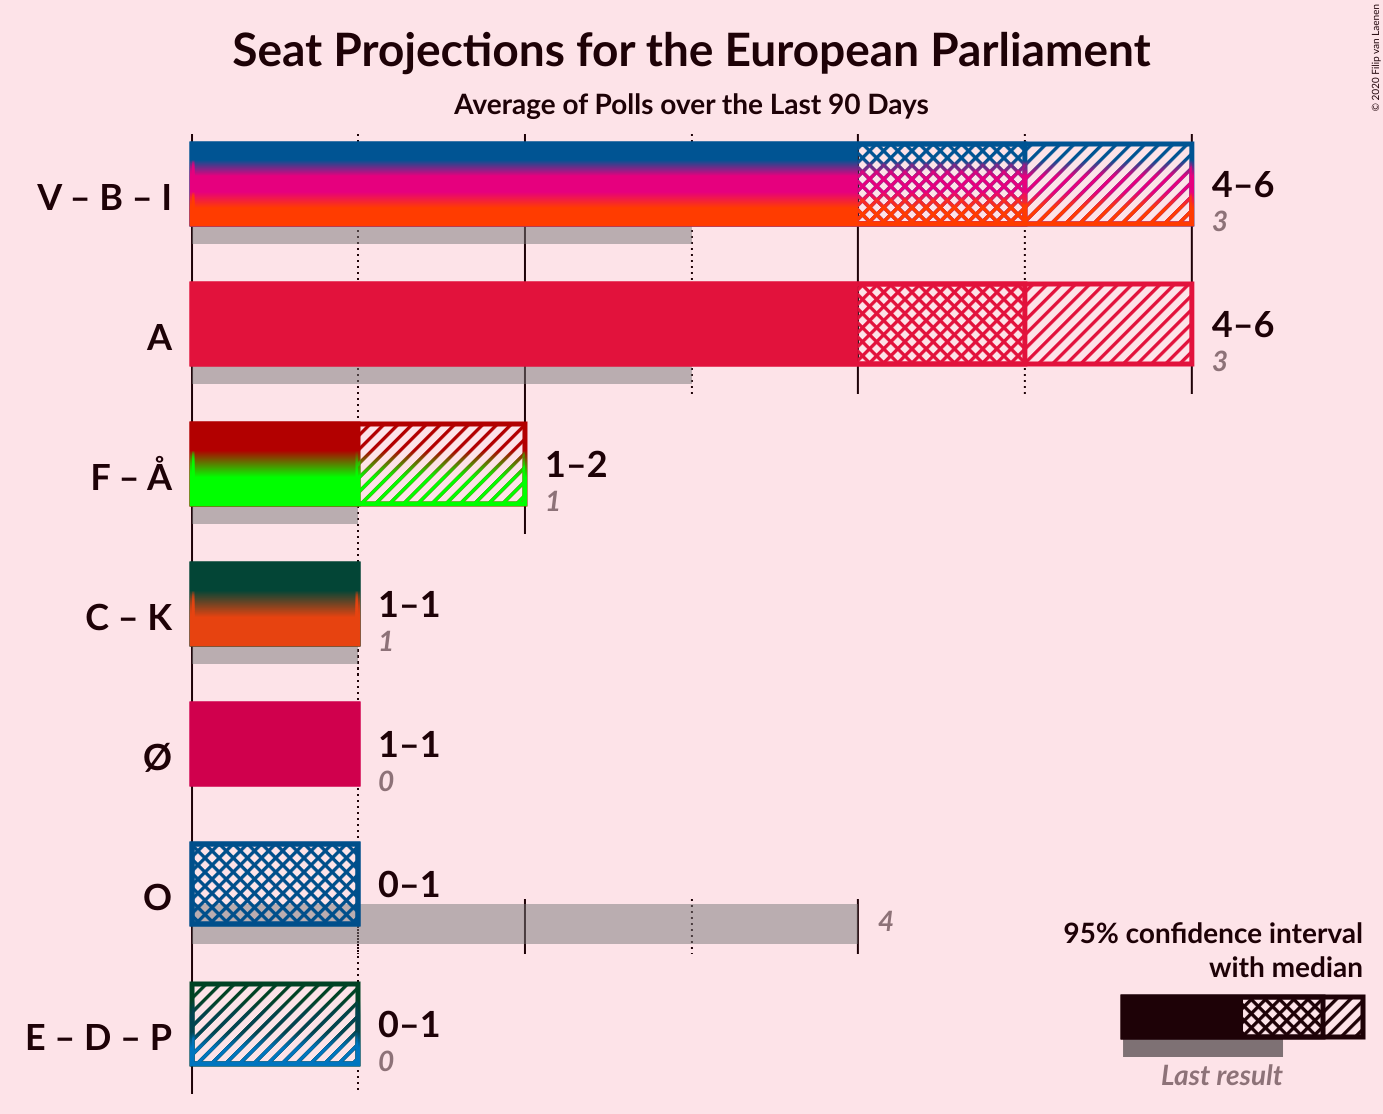 Seat Projections for the European Parliament
Average of Polls over the Last 90 Days
© 2020 Filip van Laenen
V – B – I
4–6
3
A
4–6
3
F – Å
1–2
1
C – K
1–1
1
Ø
1–1
0
O
0–1
4
E – D – P
0–1
0
95% confidence interval
with median
Last result